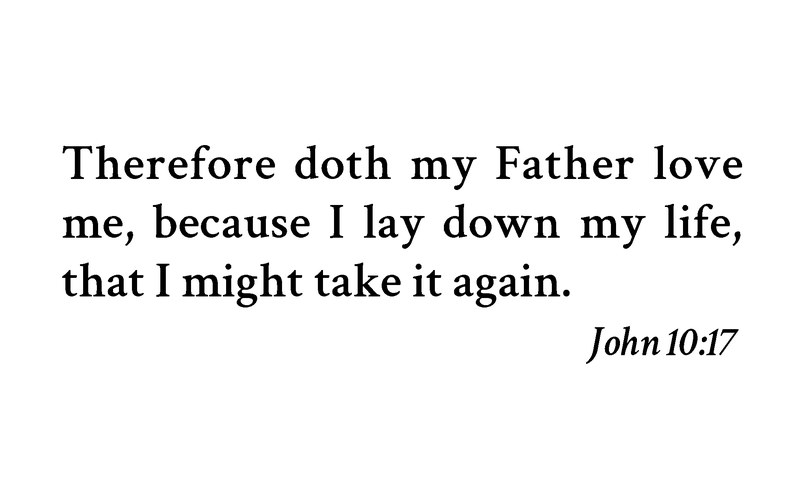 Therefore doth my Father love
me, because I lay down my life,
that I might take it again.
John 10:17